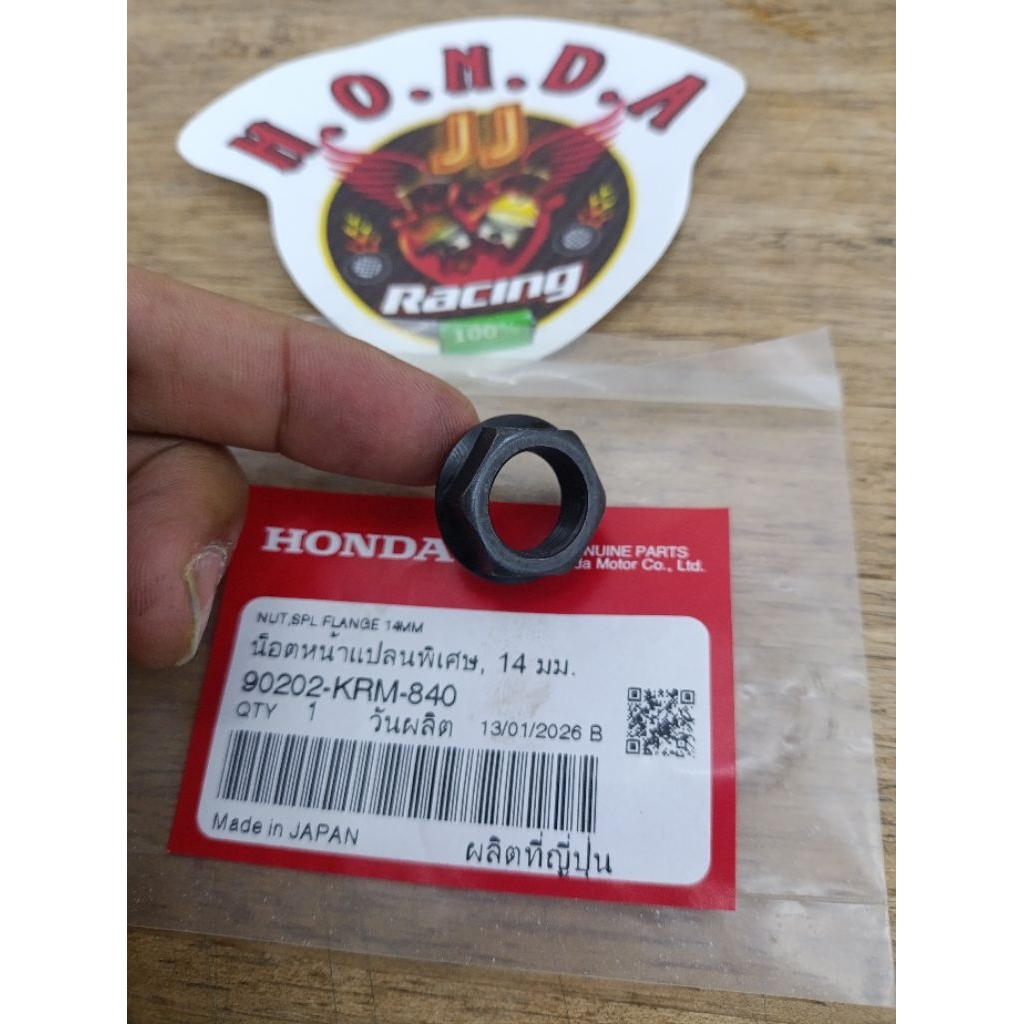 H.O.N.D.A
JJ
Racing
100%
HONDA
NUINE PARTS
da Motor Co., Ltd.
NUT,SPL FLANGE 14MM
น็อตหน้าแปลนพิเศษ, 14 มม.
90202-KRM-840
QTY 1 วันผลิต 13/01/2026 B
Made in JAPAN
ผลิตที่ญี่ปุ่น